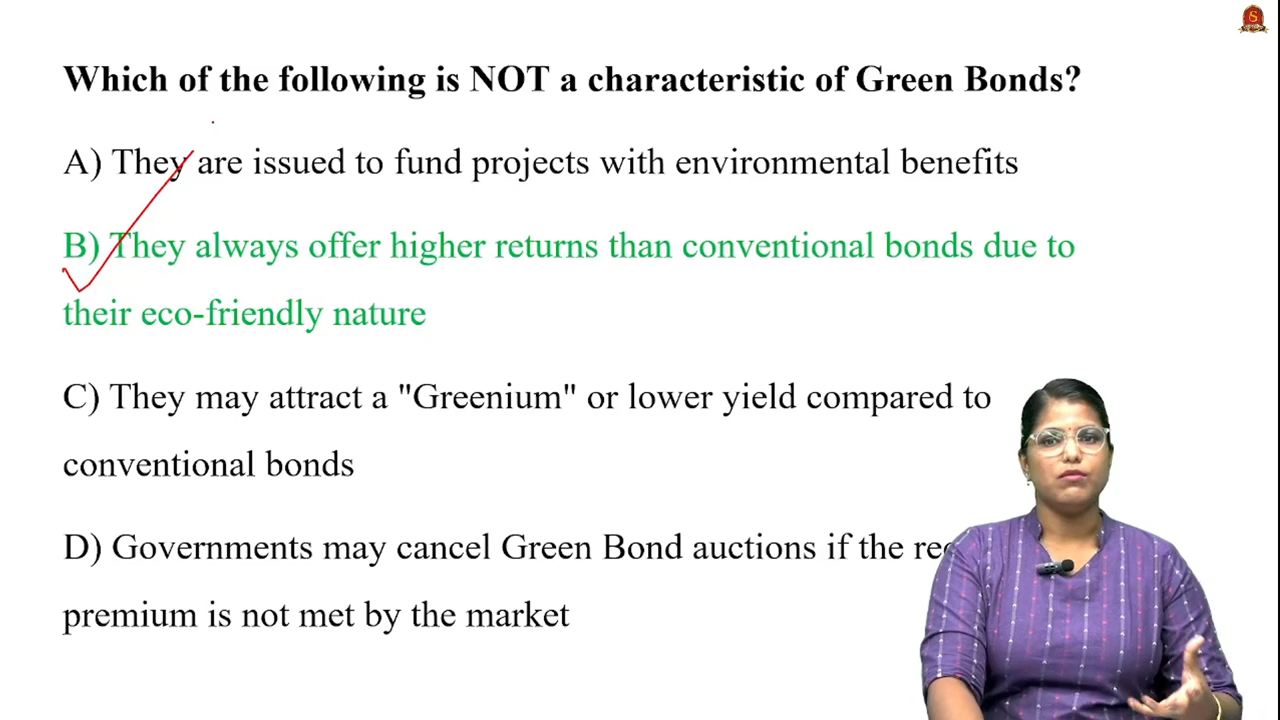 Which of the following is NOT a characteristic of Green Bonds?
A) They are issued to fund projects with environmental benefits
B) They always offer higher returns than conventional bonds due to
their eco-friendly nature
C) They may attract a "Greenium" or lower yield compared to
conventional bonds
D) Governments may cancel Green Bond auctions if the
premium is not met by the market